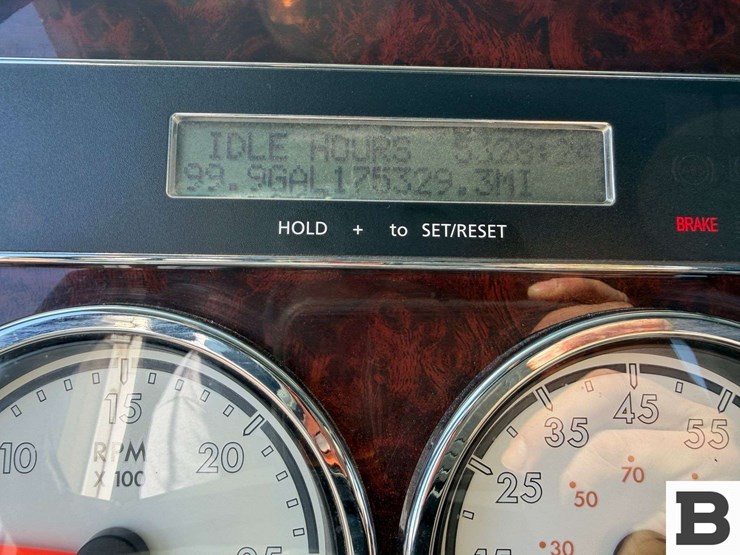 IDLE HOURS
99.9GAL175329.3MI
HOLD + to SET/RESET
BRAKE
10 15 20
RPM
X 100
25 35 45 55
30 50 70
B